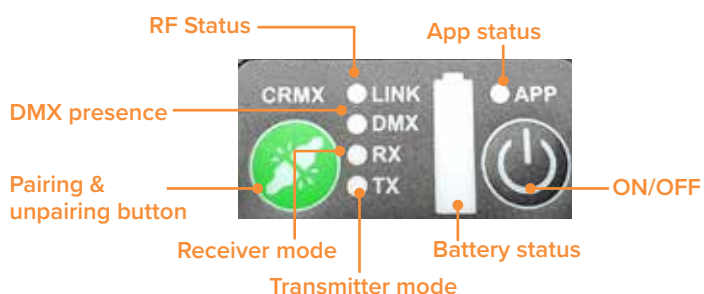 RF Status
App status
CRMX
LINK
APP
DMX presence
DMX
RX
Pairing &
unpairing button
TX
ON/OFF
Receiver mode
Battery status
Transmitter mode